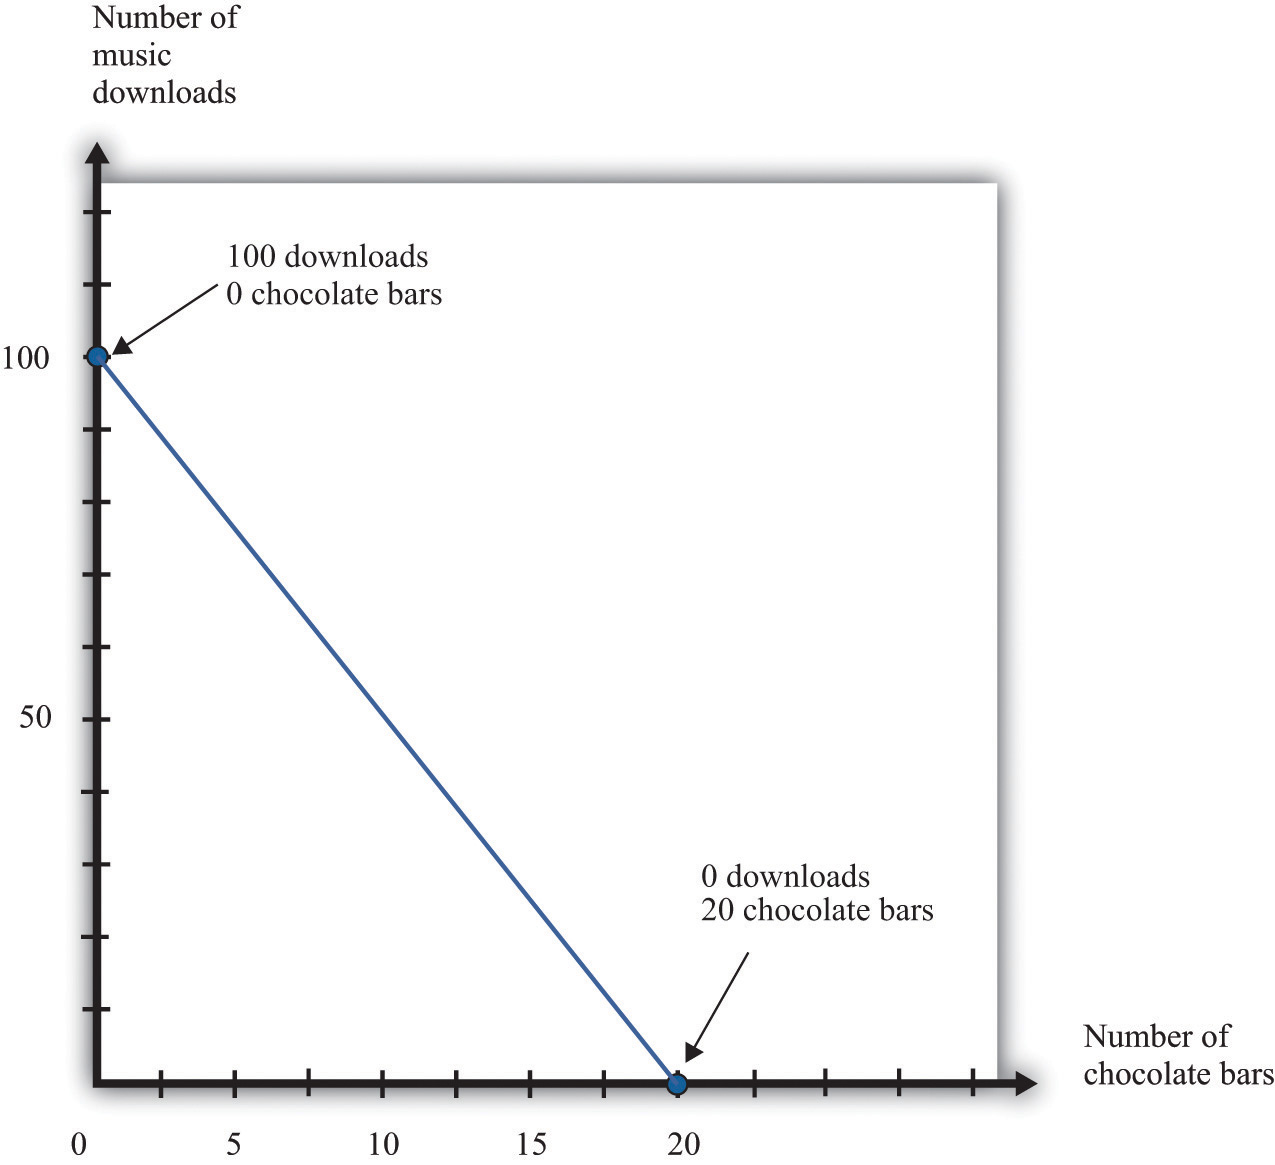 Number of
music
downloads
100 downloads
0 chocolate bars
100
50
0 downloads
20 chocolate bars
Number of
chocolate bars
0 5 10 15 20